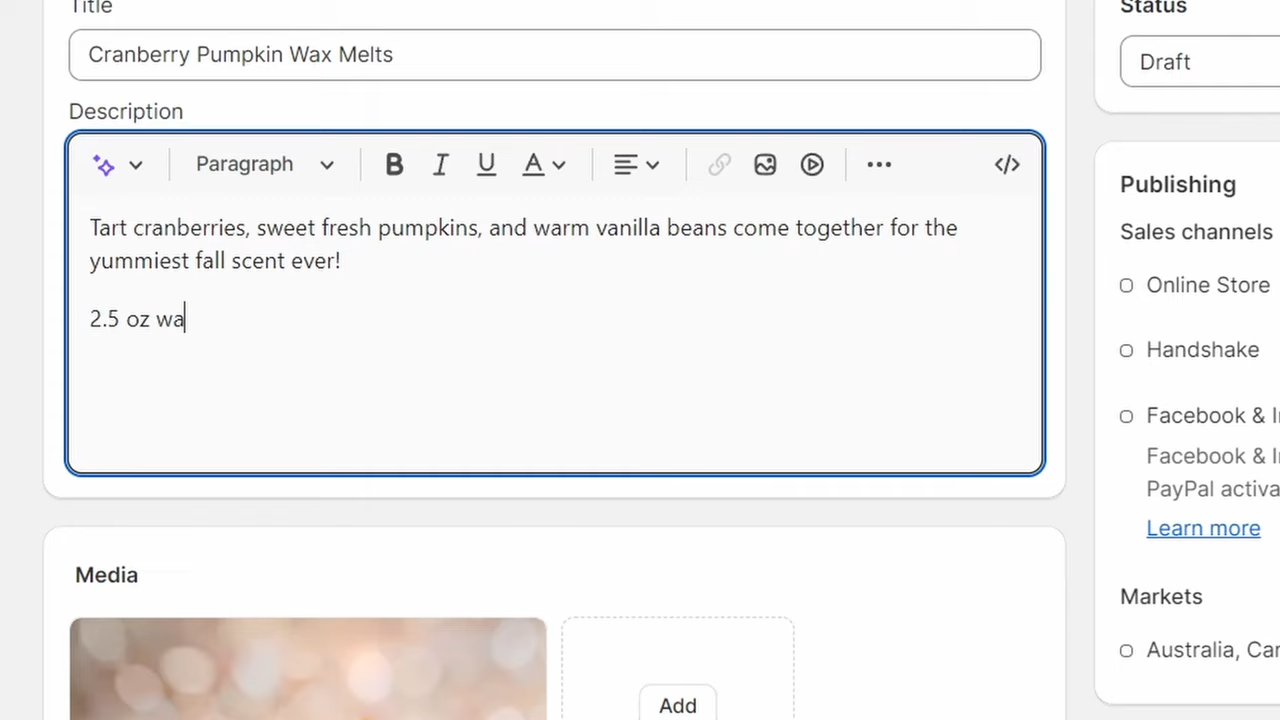 Title
Cranberry Pumpkin Wax Melts
Description
Paragraph
B I U A
Tart cranberries, sweet fresh pumpkins, and warm vanilla beans come together for the
yummiest fall scent ever!
2.5 oz wa
Media
Add
Status
Draft
Publishing
Sales channels
Online Store
Handshake
Facebook &
Facebook &
PayPal activa
Learn more
Markets
Australia, Ca